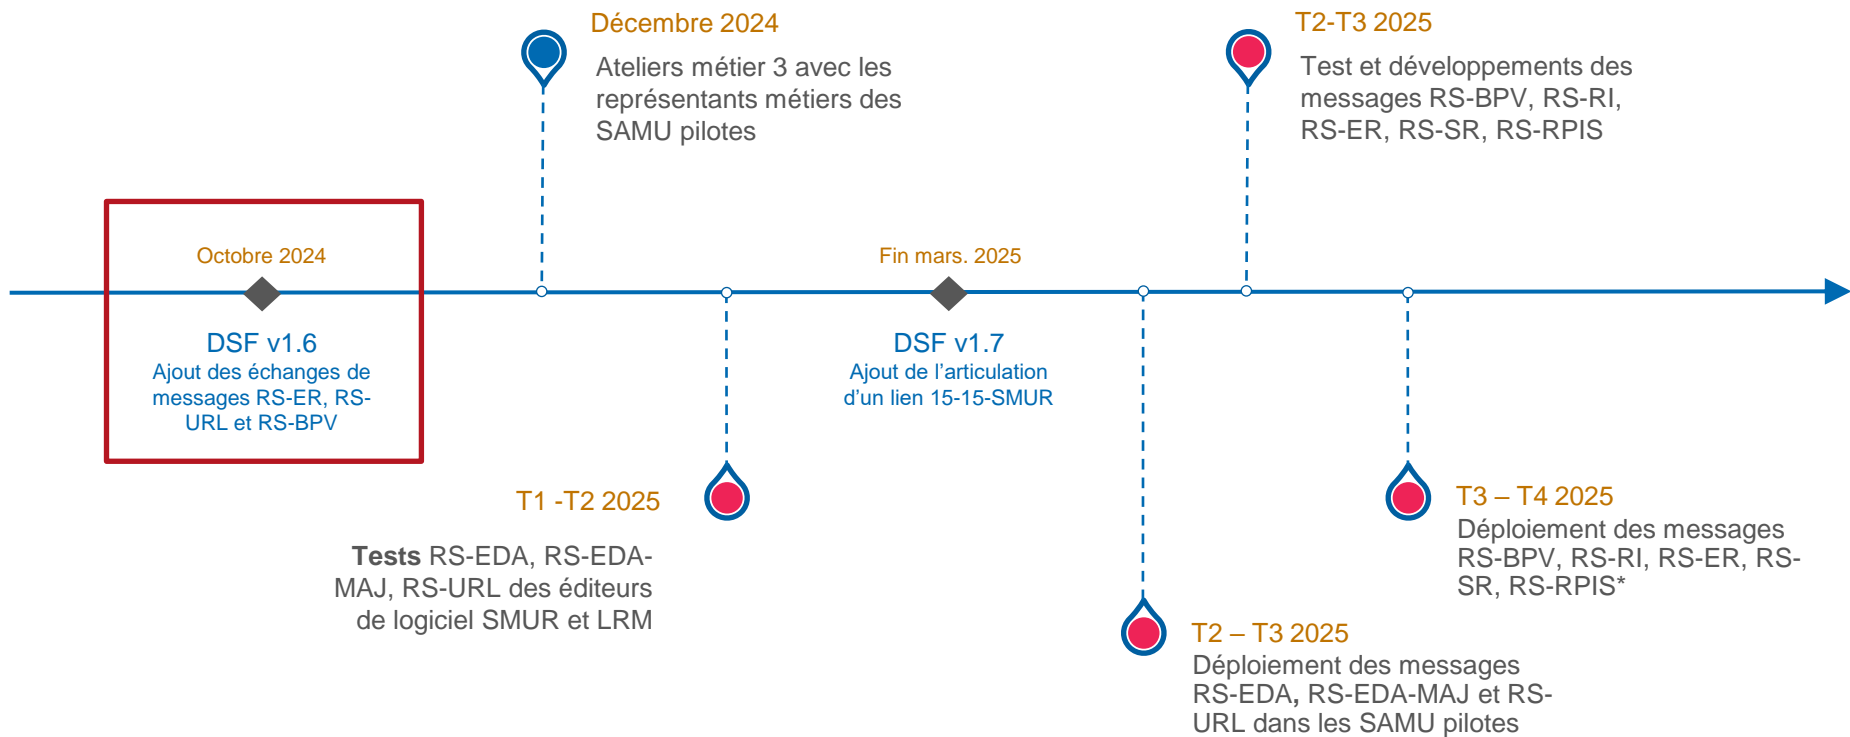 Décembre 2024
Ateliers métier 3 avec les
représentants métiers des
SAMU pilotes
T2-T3 2025
Test et développements des
messages RS-BPV, RS-RI,
RS-ER, RS-SR, RS-RPIS
Octobre 2024
DSF v1.6
Ajout des échanges de
messages RS-ER, RS-
URL et RS-BPV
Fin mars. 2025
DSF v1.7
Ajout de l’articulation
d’un lien 15-15-SMUR
T1 -T2 2025
Tests RS-EDA, RS-EDA-
MAJ, RS-URL des éditeurs
de logiciel SMUR et LRM
T3 – T4 2025
Déploiement des messages
RS-BPV, RS-RI, RS-ER, RS-
SR, RS-RPIS*
T2 – T3 2025
Déploiement des messages
RS-EDA, RS-EDA-MAJ et RS-
URL dans les SAMU pilotes